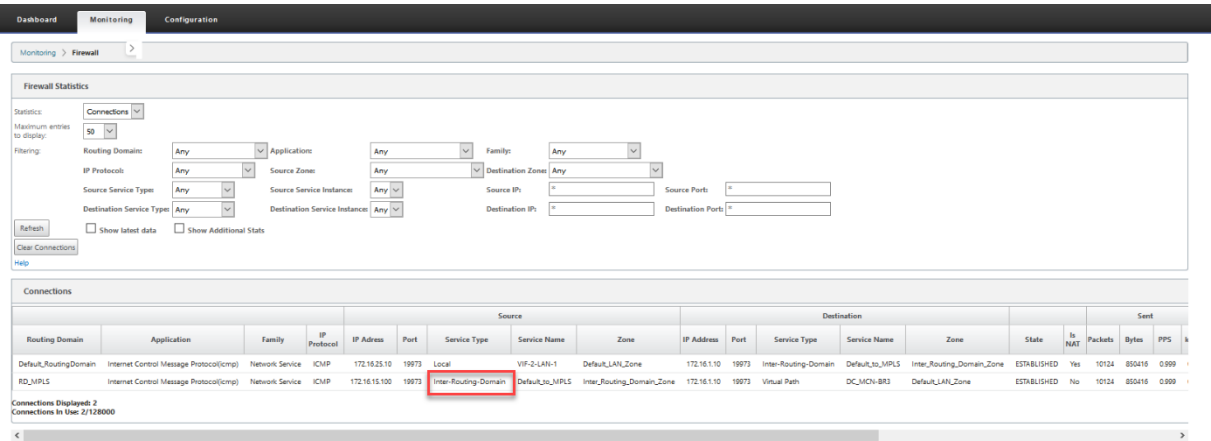 Dashboard Monitoring Configuration
Monitoring > Firewall >
Firewall Statistics
Statistics: Connections
Maximum entries to display: 50
Filtering: Routing Domain: Any Application: Any Family: Any
IP Protocol: Any Source Zone: Any Destination Zone: Any
Source Service Type: Any Source Service Instance: Any Source IP: * Source Port: *
Destination Service Type: Any Destination Service Instance: Any Destination IP: * Destination Port: *
Refresh Show latest data Show Additional Stats
Clear Connections
Help
Connections
Source Destination Sent
Routing Domain Application Family IP Protocol IP Adress Port Service Type Service Name Zone IP Address Port Service Type Service Name Zone State Is NAT Packets Bytes PPS
Default_RoutingDomain Internet Control Message Protocol(icmp) Network Service ICMP 172.16.25.10 19973 Local VIF-2-LAN-1 Default_LAN_Zone 172.16.1.10 19973 Inter-Routing-Domain Default_to_MPLS Inter_Routing_Domain_Zone ESTABLISHED Yes 10124 850416 0.999
RD_MPLS Internet Control Message Protocol(icmp) Network Service ICMP 172.16.15.100 19973 Inter-Routing-Domain Default_to_MPLS Inter_Routing_Domain_Zone 172.16.1.10 19973 Virtual Path DC_MCN-BR3 Default_LAN_Zone ESTABLISHED No 10124 850416 0.999
Connections Displayed: 2
Connections In Use: 2/128000